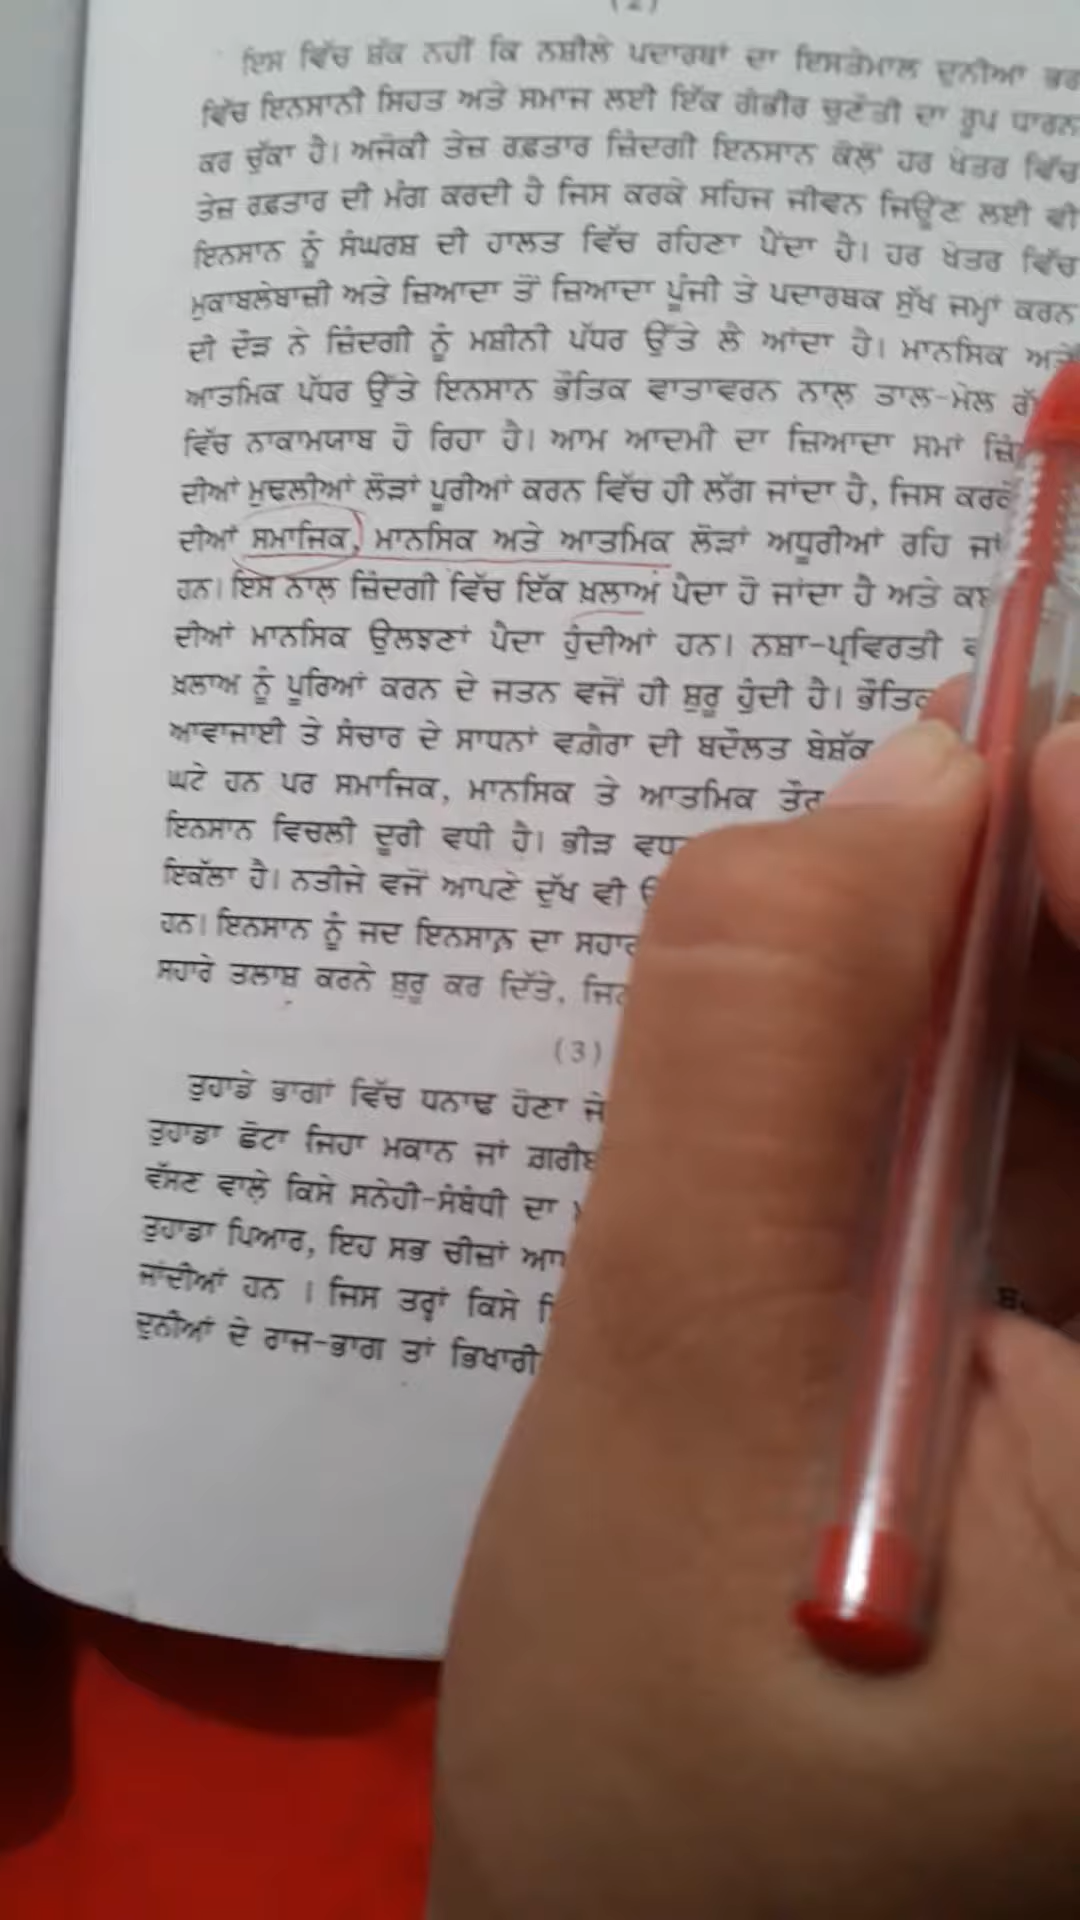 (2)
ਇਸ ਵਿੱਚ ਸ਼ੱਕ ਨਹੀਂ ਕਿ ਨਸ਼ੀਲੇ ਪਦਾਰਥਾਂ ਦਾ ਇਸਤੇਮਾਲ ਦੁਨੀਆ ਭਰ
ਵਿੱਚ ਇਨਸਾਨੀ ਸਿਹਤ ਅਤੇ ਸਮਾਜ ਲਈ ਇੱਕ ਗੰਭੀਰ ਚੁਣੌਤੀ ਦਾ ਰੂਪ ਧਾਰਨ
ਕਰ ਚੁੱਕਾ ਹੈ। ਅਜੋਕੀ ਤੇਜ਼ ਰਫ਼ਤਾਰ ਜ਼ਿੰਦਗੀ ਇਨਸਾਨ ਕੋਲੋਂ ਹਰ ਖੇਤਰ ਵਿੱਚ
ਤੇਜ਼ ਰਫ਼ਤਾਰ ਦੀ ਮੰਗ ਕਰਦੀ ਹੈ ਜਿਸ ਕਰਕੇ ਸਹਿਜ ਜੀਵਨ ਜਿਊਣ ਲਈ ਵੀ
ਇਨਸਾਨ ਨੂੰ ਸੰਘਰਸ਼ ਦੀ ਹਾਲਤ ਵਿੱਚ ਰਹਿਣਾ ਪੈਂਦਾ ਹੈ। ਹਰ ਖੇਤਰ ਵਿੱਚ
ਮੁਕਾਬਲੇਬਾਜ਼ੀ ਅਤੇ ਜ਼ਿਆਦਾ ਤੋਂ ਜ਼ਿਆਦਾ ਪੂੰਜੀ ਤੇ ਪਦਾਰਥਕ ਸੁੱਖ ਜਮ੍ਹਾਂ ਕਰਨ
ਦੀ ਦੌੜ ਨੇ ਜ਼ਿੰਦਗੀ ਨੂੰ ਮਸ਼ੀਨੀ ਪੱਧਰ ਉੱਤੇ ਲੈ ਆਂਦਾ ਹੈ। ਮਾਨਸਿਕ ਅਤੇ
ਆਤਮਿਕ ਪੱਧਰ ਉੱਤੇ ਇਨਸਾਨ ਭੌਤਿਕ ਵਾਤਾਵਰਨ ਨਾਲ਼ ਤਾਲ-ਮੇਲ
ਵਿੱਚ ਨਾਕਾਮਯਾਬ ਹੋ ਰਿਹਾ ਹੈ। ਆਮ ਆਦਮੀ ਦਾ ਜ਼ਿਆਦਾ ਸਮਾਂ
ਦੀਆਂ ਮੁਢਲੀਆਂ ਲੋੜਾਂ ਪੂਰੀਆਂ ਕਰਨ ਵਿੱਚ ਹੀ ਲੱਗ ਜਾਂਦਾ ਹੈ, ਜਿਸ ਕਰਕੇ
ਦੀਆਂ ਸਮਾਜਿਕ, ਮਾਨਸਿਕ ਅਤੇ ਆਤਮਿਕ ਲੋੜਾਂ ਅਧੂਰੀਆਂ ਰਹਿ
ਹਨ। ਇਸ ਨਾਲ਼ ਜ਼ਿੰਦਗੀ ਵਿੱਚ ਇੱਕ ਖ਼ਲਾਅ ਪੈਦਾ ਹੋ ਜਾਂਦਾ ਹੈ ਅਤੇ
ਦੀਆਂ ਮਾਨਸਿਕ ਉਲਝਣਾਂ ਪੈਦਾ ਹੁੰਦੀਆਂ ਹਨ। ਨਸ਼ਾ-ਪ੍ਰਵਿਰਤੀ
ਖ਼ਲਾਅ ਨੂੰ ਪੂਰਿਆਂ ਕਰਨ ਦੇ ਜਤਨ ਵਜੋਂ ਹੀ ਸ਼ੁਰੂ ਹੁੰਦੀ ਹੈ। ਭੌਤਿਕ
ਆਵਾਜਾਈ ਤੇ ਸੰਚਾਰ ਦੇ ਸਾਧਨਾਂ ਵਗ਼ੈਰਾ ਦੀ ਬਦੌਲਤ ਬੇਸ਼ੱਕ
ਘਟੇ ਹਨ ਪਰ ਸਮਾਜਿਕ, ਮਾਨਸਿਕ ਤੇ ਆਤਮਿਕ ਤੌਰ
ਇਨਸਾਨ ਵਿਚਲੀ ਦੂਰੀ ਵਧੀ ਹੈ। ਭੀੜ
ਇਕੱਲਾ ਹੈ। ਨਤੀਜੇ ਵਜੋਂ ਆਪਣੇ ਦੁੱਖ ਵੀ
ਹਨ। ਇਨਸਾਨ ਨੂੰ ਜਦ ਇਨਸਾਨ ਦਾ
ਸਹਾਰੇ ਤਲਾਸ਼ ਕਰਨੇ ਸ਼ੁਰੂ ਕਰ ਦਿੱਤੇ,
(3)
ਤੁਹਾਡੇ ਭਾਗਾਂ ਵਿੱਚ ਧਨਾਢ ਹੋਣਾ ਜੇ
ਤੁਹਾਡਾ ਛੋਟਾ ਜਿਹਾ ਮਕਾਨ ਜਾਂ
ਵੱਸਣ ਵਾਲ਼ੇ ਕਿਸੇ ਸਨੇਹੀ-ਸੰਬੰਧੀ ਦਾ
ਤੁਹਾਡਾ ਪਿਆਰ, ਇਹ ਸਭ ਚੀਜ਼ਾਂ
ਜਾਂਦੀਆਂ ਹਨ । ਜਿਸ ਤਰ੍ਹਾਂ ਕਿਸੇ
ਦੁਨੀਆਂ ਦੇ ਰਾਜ-ਭਾਗ ਤਾਂ ਭਿਖਾਰੀ